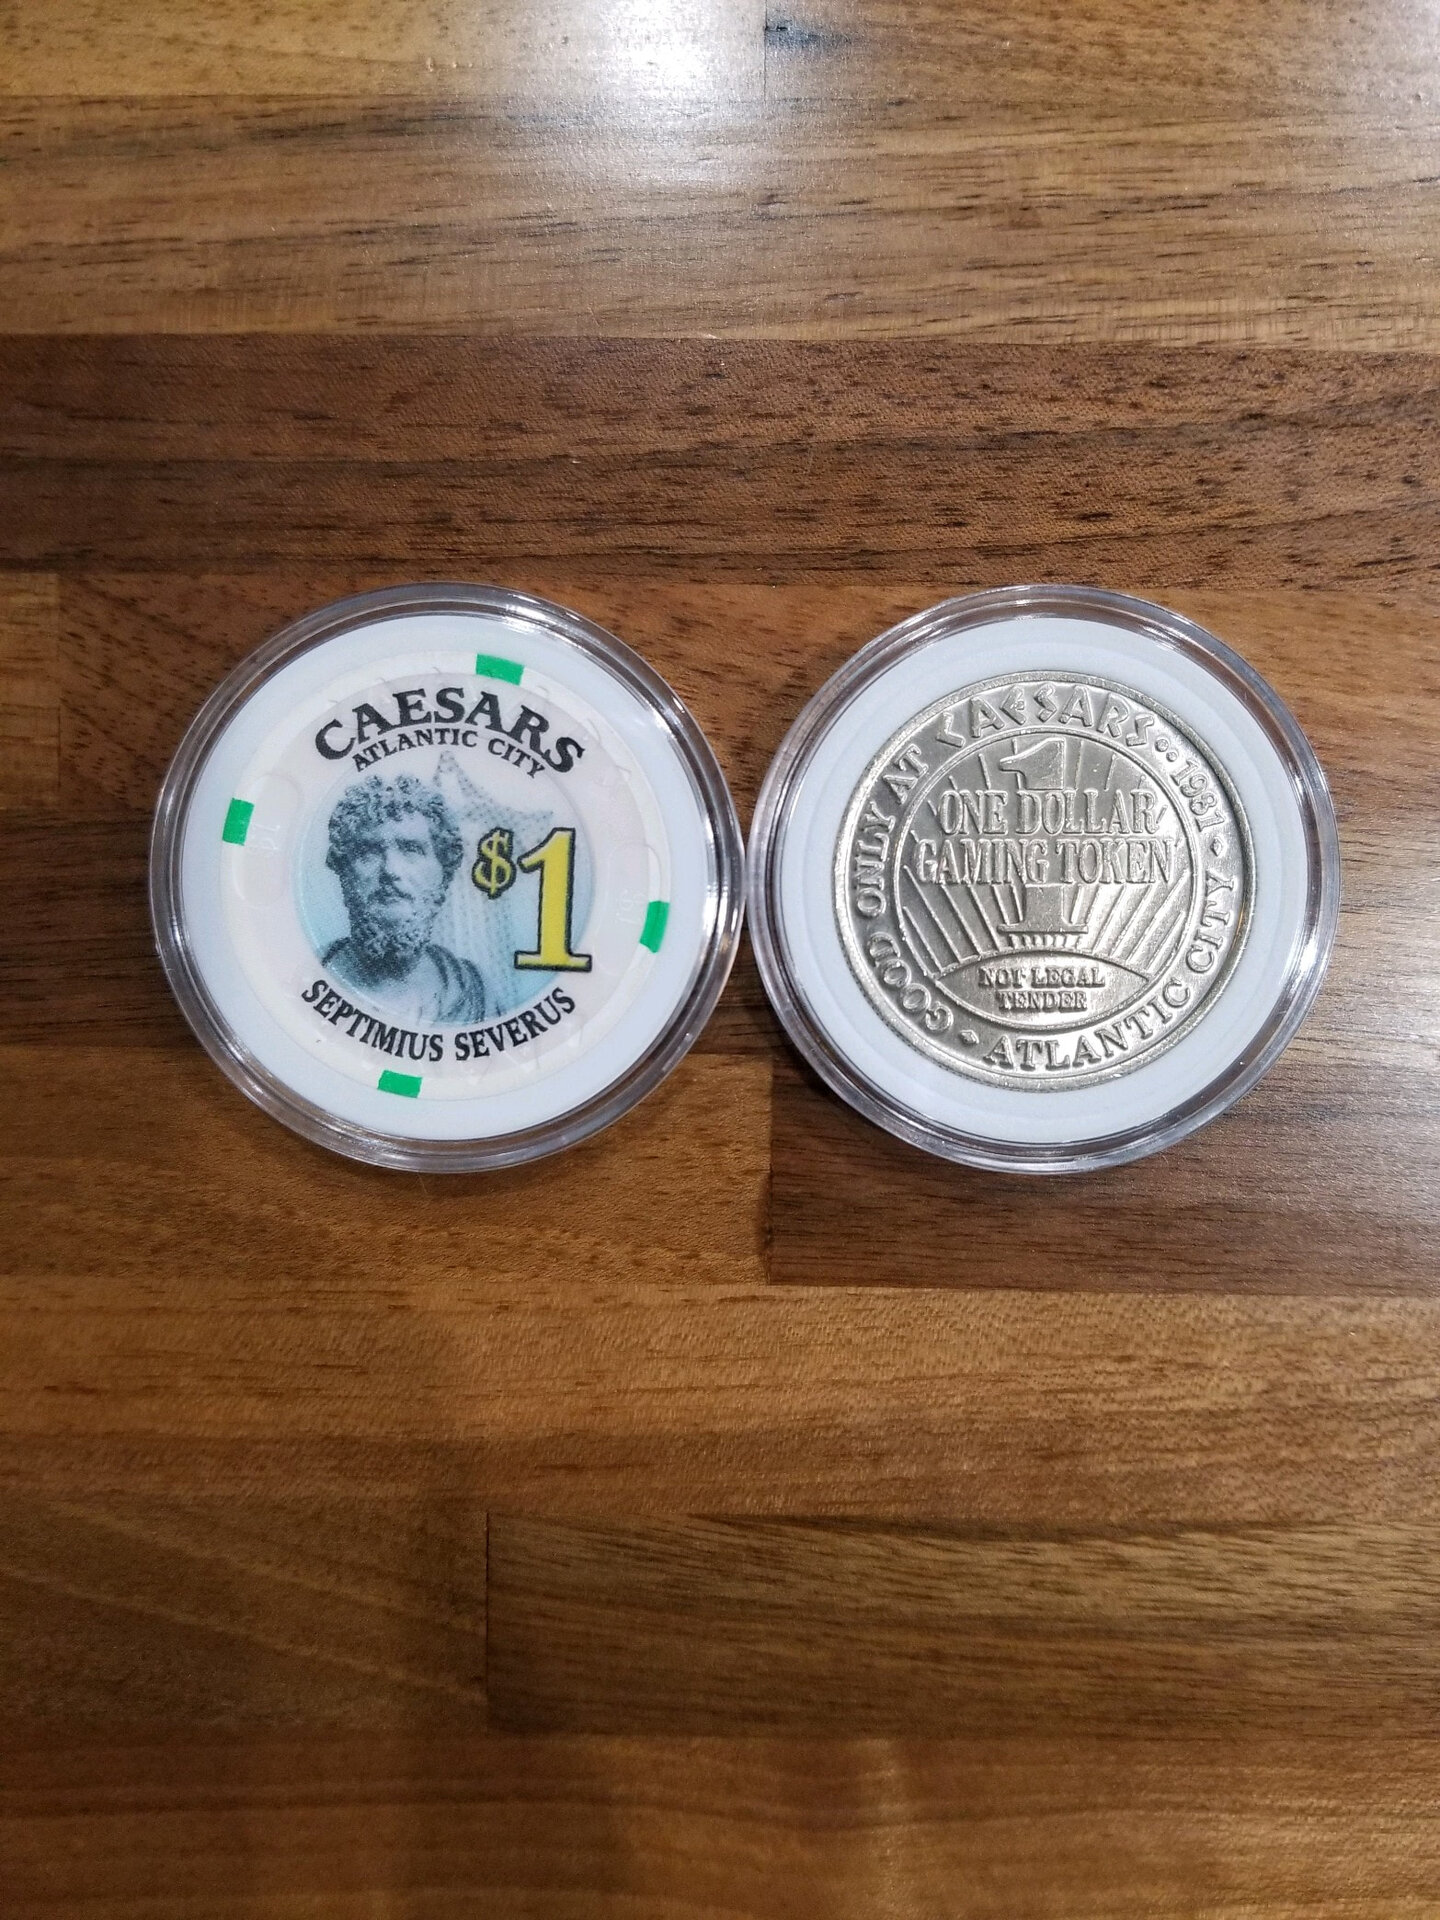 CAESARS
ATLANTIC CITY
$1
SEPTIMIUS SEVERUS
GOOD ONLY AT CAESARS 1981
1
ONE DOLLAR
GAMING TOKEN
NOT LEGAL
TENDER
ATLANTIC CITY